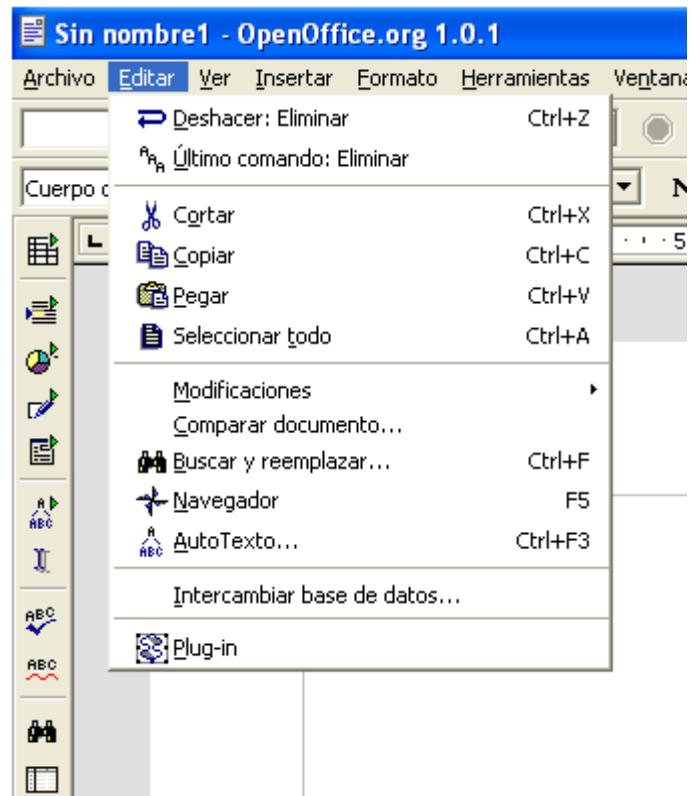 Sin nombre1 - OpenOffice.org 1.0.1
Archivo Editar Ver Insertar Formato Herramientas Ventana
Deshacer: Eliminar Ctrl+Z
Último comando: Eliminar
Cuerpo N
Cortar Ctrl+X
5
Copiar Ctrl+C
Pegar Ctrl+V
Seleccionar todo Ctrl+A
Modificaciones
Comparar documento...
Buscar y reemplazar... Ctrl+F
Navegador F5
AutoTexto... Ctrl+F3
Intercambiar base de datos...
Plug-in